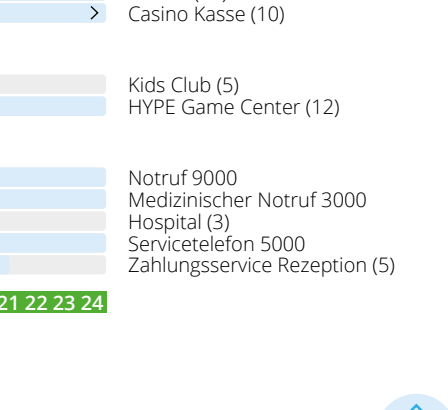 Casino Kasse (10)
Kids Club (5)
HYPE Game Center (12)
Notruf 9000
Medizinischer Notruf 3000
Hospital (3)
Servicetelefon 5000
Zahlungsservice Rezeption (5)
21 22 23 24